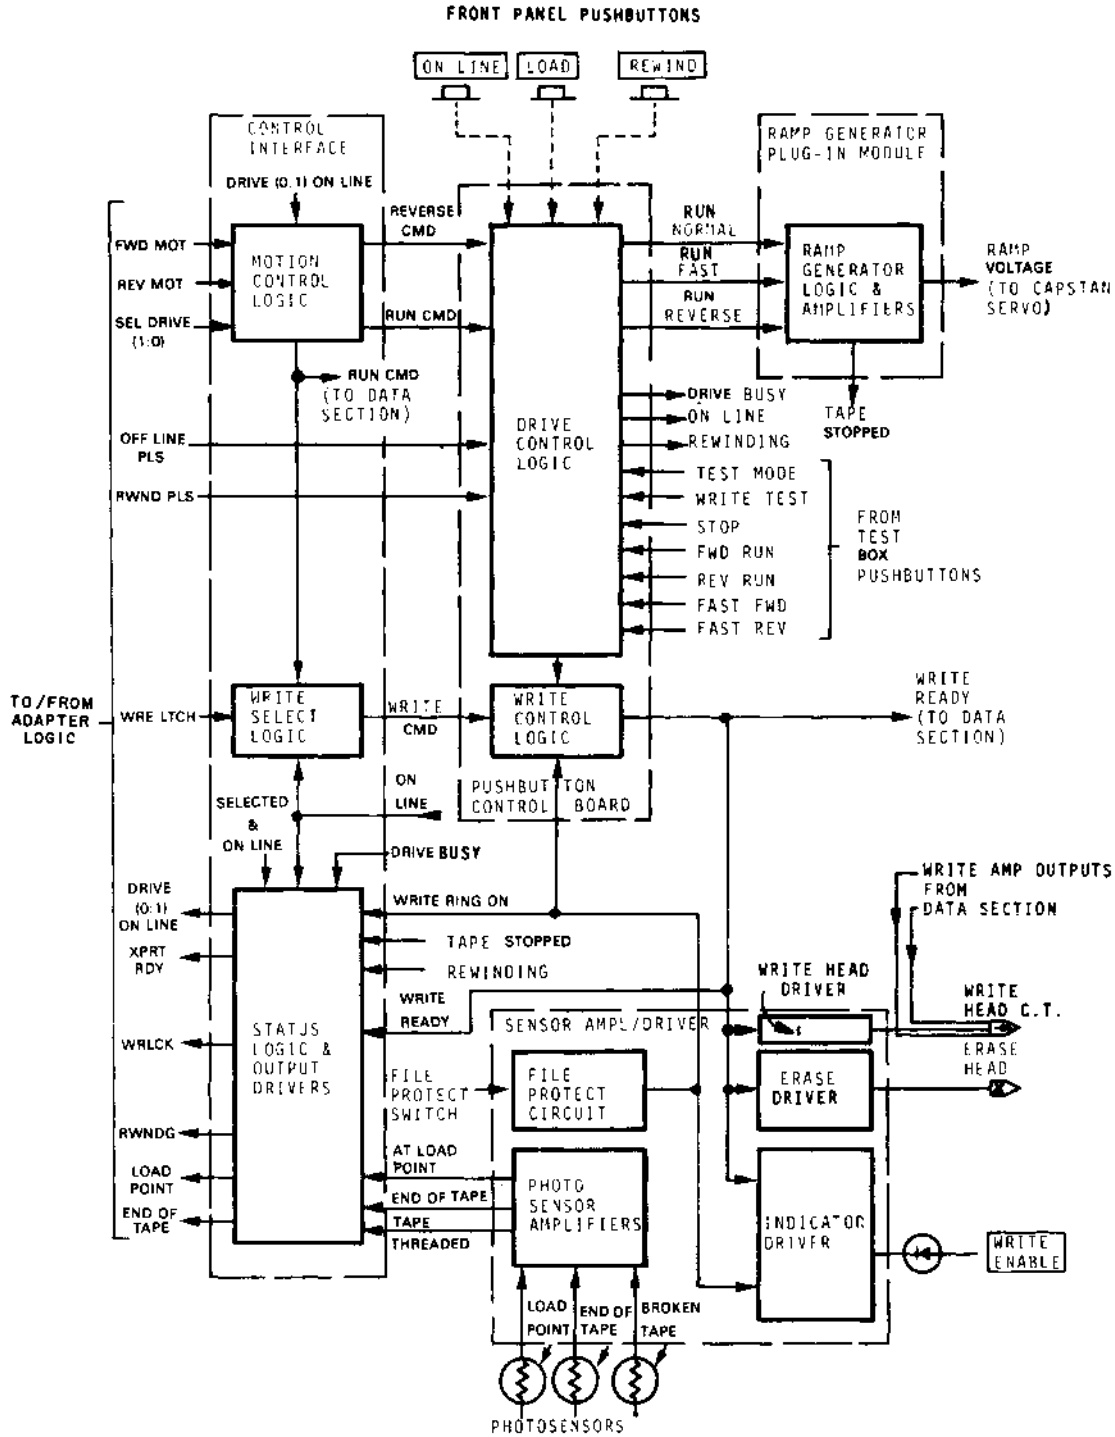 FRONT PANEL PUSHBUTTONS
ON LINE
LOAD
REWIND
CONTROL
INTERFACE
RAMP GENERATOR
PLUG-IN MODULE
DRIVE (0,1) ON LINE
REVERSE
CMD
RUN
NORMAL
FWD MOT
REV MOT
SEL DRIVE
(1:0)
MOTION
CONTROL
LOGIC
RUN CMD
RUN
FAST
RUN
REVERSE
RAMP
GENERATOR
LOGIC &
AMPLIFIERS
RAMP
VOLTAGE
(TO CAPSTAN
SERVO)
RUN CMD
(TO DATA
SECTION)
DRIVE BUSY
ON LINE
REWINDING
TAPE
STOPPED
OFF LINE
PLS
DRIVE
CONTROL
LOGIC
RWND PLS
TEST MODE
WRITE TEST
STOP
FWD RUN
REV RUN
FAST FWD
FAST REV
FROM
TEST
BOX
PUSHBUTTONS
TO/FROM
ADAPTER
LOGIC
WRE LTCH
WRITE
SELECT
LOGIC
WRITE
CMD
WRITE
CONTROL
LOGIC
WRITE
READY
(TO DATA
SECTION)
PUSHBUTTON
CONTROL BOARD
SELECTED
&
ON LINE
ON
LINE
DRIVE BUSY
DRIVE
(0:1)
ON LINE
XPRT
RDY
WRLCK
RWNDG
LOAD
POINT
END OF
TAPE
STATUS
LOGIC &
OUTPUT
DRIVERS
WRITE RING ON
TAPE STOPPED
REWINDING
WRITE
READY
WRITE AMP OUTPUTS
FROM
DATA SECTION
WRITE HEAD
DRIVER
WRITE
HEAD C.T.
ERASE
HEAD
SENSOR AMPL/DRIVER
FILE
PROTECT
SWITCH
FILE
PROTECT
CIRCUIT
ERASE
DRIVER
AT LOAD
POINT
END OF TAPE
TAPE
THREADED
PHOTO
SENSOR
AMPLIFIERS
INDICATOR
DRIVER
WRITE
ENABLE
LOAD
POINT
END OF
TAPE
BROKEN
TAPE
PHOTOSENSORS